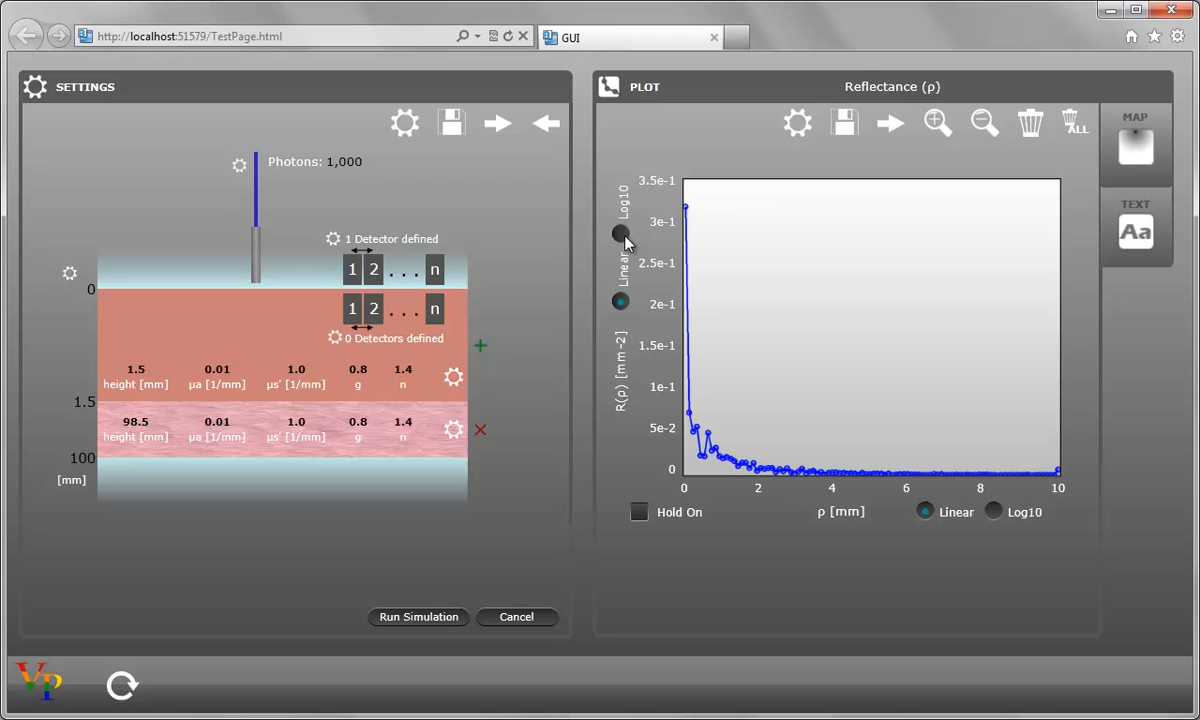 http://localhost:51579/TestPage.html
GUI
SETTINGS
Photons: 1,000
1 Detector defined
1 2 . . . n
0
1 2 . . . n
0 Detectors defined
1.5 0.01 1.0 0.8 1.4
height [mm] μa [1/mm] μs' [1/mm] g n
1.5
98.5 0.01 1.0 0.8 1.4
height [mm] μa [1/mm] μs' [1/mm] g n
100
[mm]
Run Simulation Cancel
PLOT Reflectance (ρ)
ALL
MAP
TEXT
Aa
Log10
Linear
R(ρ) [mm-2]
3.5e-1
3e-1
2.5e-1
2e-1
1.5e-1
1e-1
5e-2
0
0 2 4 6 8 10
Hold On ρ [mm] Linear Log10
VP